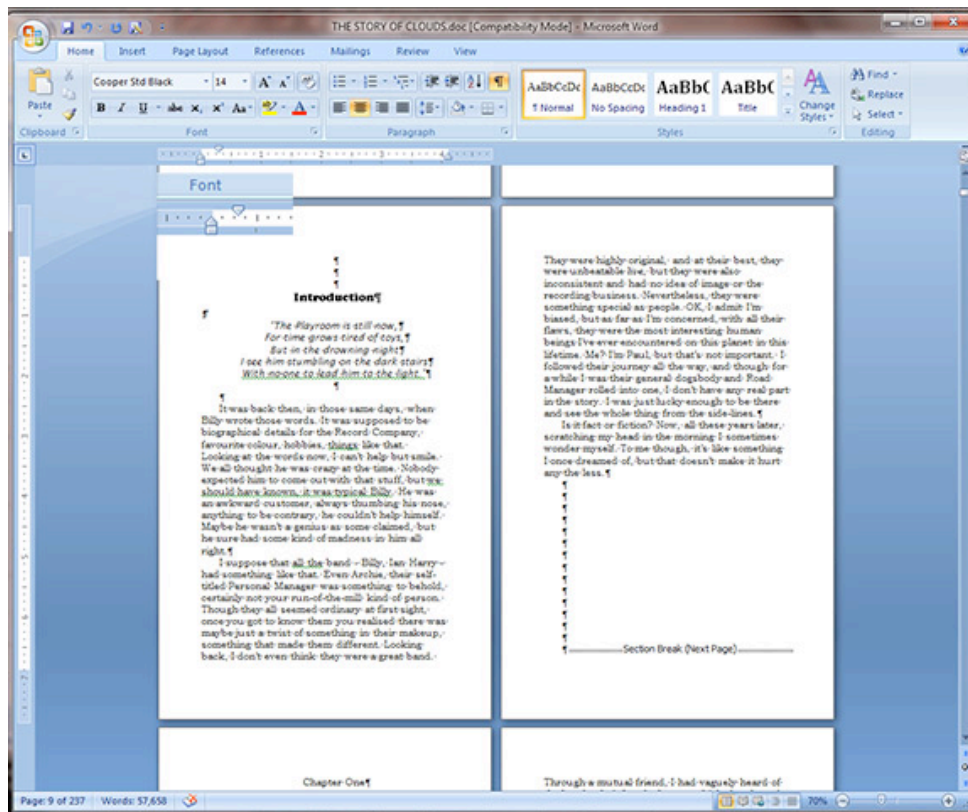 THE STORY OF CLOUDS.doc [Compatibility Mode] - Microsoft Word
Home Insert Page Layout References Mailings Review View
Cooper Std Black 14 A A Aa
AaBbCcDc AaBbCcDc AaBbC AaBbC A
Find
Replace
Select
Paste
B I U abc x, x² Aa A
¶ Normal No Spacing Heading 1 Title Change Styles
Clipboard Font Paragraph Styles Editing
Font
¶
¶
¶
Introduction¶
¶
"The Playroom is still now,¶
For time grows tired of toys,¶
But in the drowning night¶
I see him stumbling on the dark stairs¶
With no-one to lead him to the light."¶
¶
¶
It was back then, in those same days, when
Billy wrote those words. It was supposed to be
biographical details for the Record Company,
favourite colour, hobbies, things like that.
Looking at the words now, I can't help but smile.
We all thought he was crazy at the time. Nobody
expected him to come out with that stuff, but we
should have known, it was typical Billy. He was
an awkward customer, always thumbing his nose,
anything to be contrary, he couldn't help himself.
Maybe he wasn't a genius as some claimed, but
he sure had some kind of madness in him all
right.¶
I suppose that all the band – Billy, Ian Harry –
had something like that. Even Archie, their self-
titled Personal Manager was something to behold,
certainly not your run-of-the-mill kind of person.
Though they all seemed ordinary at first sight,
once you got to know them you realised there was
maybe just a twist of something in their makeup,
something that made them different. Looking
back, I don't even think they were a great band.
They were highly original, and at their best, they
were unbeatable live, but they were also
inconsistent and had no idea of image or the
recording business. Nevertheless, they were
something special as people. OK, I admit I'm
biased, but as far as I'm concerned, with all their
flaws, they were the most interesting human
beings I've ever encountered on this planet in this
lifetime. Me? I'm Paul, but that's not important. I
followed their journey all the way, and though for
a while I was their general dogsbody and Road
Manager rolled into one, I don't have any real part
in the story. I was just lucky enough to be there
and see the whole thing from the side-lines. ¶
Is it fact or fiction? Now, all these years later,
scratching my head in the morning I sometimes
wonder myself. To me though, it's like something
I once dreamed of, but that doesn't make it hurt
any the less. ¶
Section Break (Next Page)
Chapter One¶
Through a mutual friend, I had vaguely heard of
Page: 9 of 237 Words: 57,658 70%